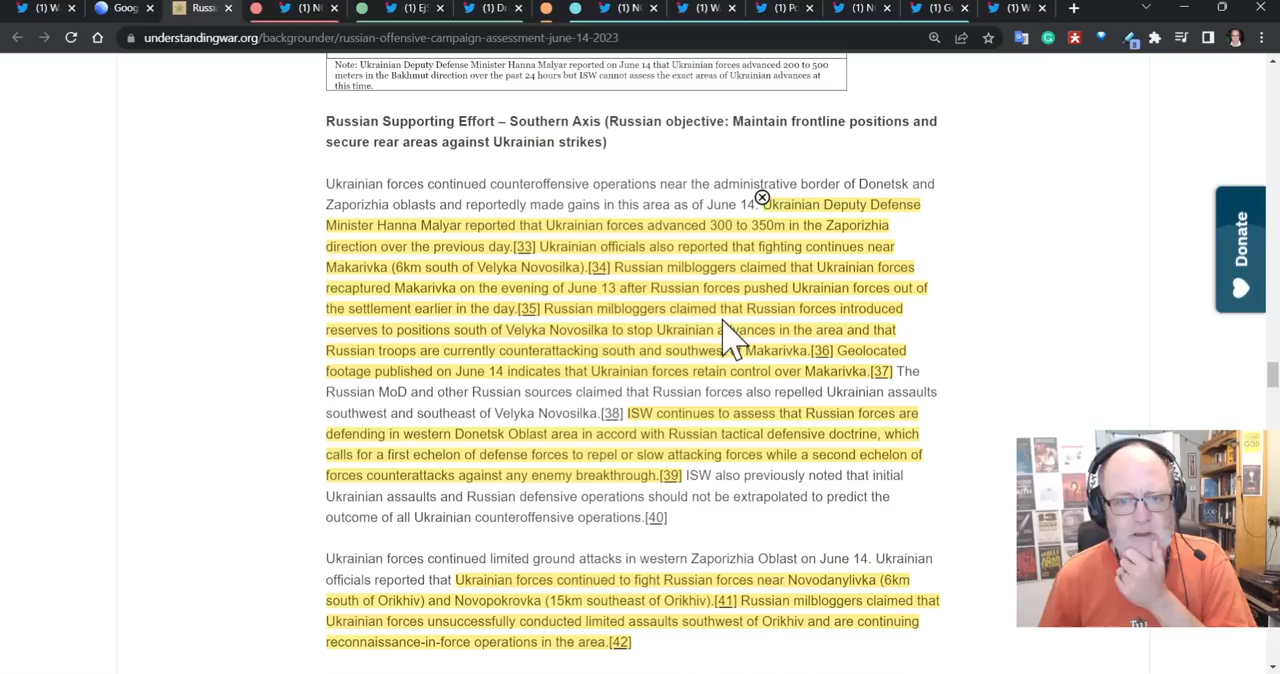 (1) W
Goog
Russi
(1) N
(1) Ej
(1) Dr
(1) N
(1) W
(1) Po
(1) N
(1) G
(1) W
understandingwar.org/backgrounder/russian-offensive-campaign-assessment-june-14-2023
Note: Ukrainian Deputy Defense Minister Hanna Malyar reported on June 14 that Ukrainian forces advanced 200 to 500
meters in the Bakhmut direction over the past 24 hours but ISW cannot assess the exact areas of Ukrainian advances at
this time.
Russian Supporting Effort – Southern Axis (Russian objective: Maintain frontline positions and
secure rear areas against Ukrainian strikes)
Ukrainian forces continued counteroffensive operations near the administrative border of Donetsk and
Zaporizhia oblasts and reportedly made gains in this area as of June 14. Ukrainian Deputy Defense
Minister Hanna Malyar reported that Ukrainian forces advanced 300 to 350m in the Zaporizhia
direction over the previous day.[33] Ukrainian officials also reported that fighting continues near
Makarivka (6km south of Velyka Novosilka).[34] Russian milbloggers claimed that Ukrainian forces
recaptured Makarivka on the evening of June 13 after Russian forces pushed Ukrainian forces out of
the settlement earlier in the day.[35] Russian milbloggers claimed that Russian forces introduced
reserves to positions south of Velyka Novosilka to stop Ukrainian advances in the area and that
Russian troops are currently counterattacking south and southwest of Makarivka.[36] Geolocated
footage published on June 14 indicates that Ukrainian forces retain control over Makarivka.[37] The
Russian MoD and other Russian sources claimed that Russian forces also repelled Ukrainian assaults
southwest and southeast of Velyka Novosilka.[38] ISW continues to assess that Russian forces are
defending in western Donetsk Oblast area in accord with Russian tactical defensive doctrine, which
calls for a first echelon of defense forces to repel or slow attacking forces while a second echelon of
forces counterattacks against any enemy breakthrough.[39] ISW also previously noted that initial
Ukrainian assaults and Russian defensive operations should not be extrapolated to predict the
outcome of all Ukrainian counteroffensive operations.[40]
Ukrainian forces continued limited ground attacks in western Zaporizhia Oblast on June 14. Ukrainian
officials reported that Ukrainian forces continued to fight Russian forces near Novodanylivka (6km
south of Orikhiv) and Novopokrovka (15km southeast of Orikhiv).[41] Russian milbloggers claimed that
Ukrainian forces unsuccessfully conducted limited assaults southwest of Orikhiv and are continuing
reconnaissance-in-force operations in the area.[42]
Donate